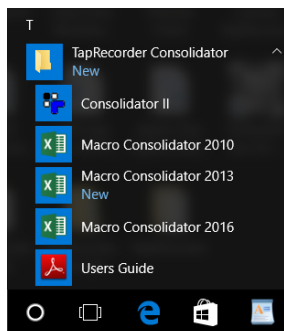 T
TapRecorder Consolidator
New
Consolidator II
Macro Consolidator 2010
Macro Consolidator 2013
New
Macro Consolidator 2016
Users Guide